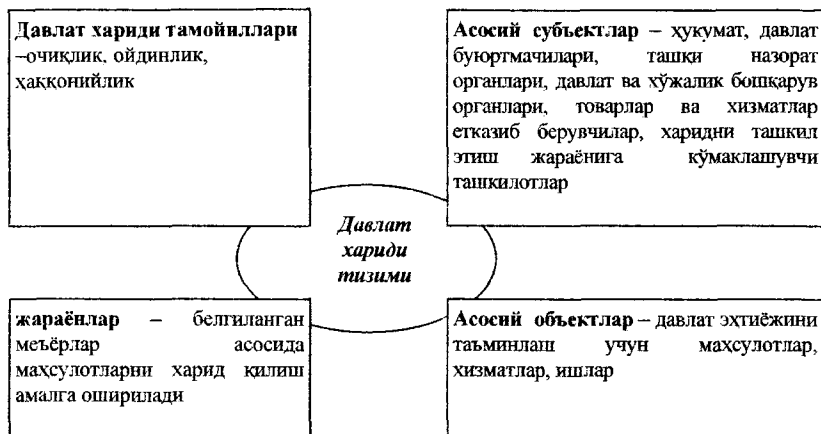 Давлат хариди тамойиллари
–очиқлик, ойдинлик,
ҳаққонийлик
Асосий субъектлар – ҳукумат, давлат
буюртмачилари, ташқи назорат
органлари, давлат ва хўжалик бошқарув
органлари, товарлар ва хизматлар
етказиб берувчилар, харидни ташкил
этиш жараёнига кўмаклашувчи
ташкилотлар
Давлат
хариди
тизими
жараёнлар – белгиланган
меъёрлар асосида
маҳсулотларни харид қилиш
амалга оширилади
Асосий объектлар – давлат эҳтиёжини
таъминлаш учун маҳсулотлар,
хизматлар, ишлар